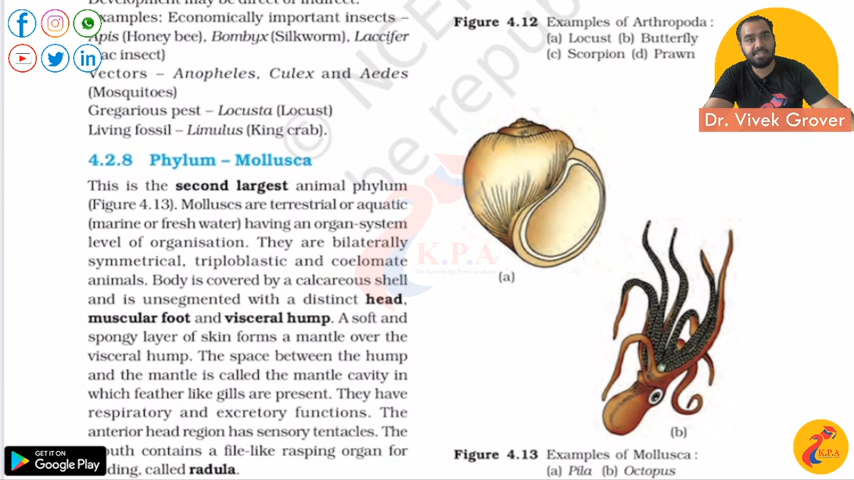 Development may be direct or indirect.
Examples: Economically important insects –
Apis (Honey bee), Bombyx (Silkworm), Laccifer
(Lac insect)
Vectors – Anopheles, Culex and Aedes
(Mosquitoes)
Gregarious pest – Locusta (Locust)
Living fossil – Limulus (King crab).
4.2.8 Phylum – Mollusca
This is the second largest animal phylum
(Figure 4.13). Molluscs are terrestrial or aquatic
(marine or fresh water) having an organ-system
level of organisation. They are bilaterally
symmetrical, triploblastic and coelomate
animals. Body is covered by a calcareous shell
and is unsegmented with a distinct head,
muscular foot and visceral hump. A soft and
spongy layer of skin forms a mantle over the
visceral hump. The space between the hump
and the mantle is called the mantle cavity in
which feather like gills are present. They have
respiratory and excretory functions. The
anterior head region has sensory tentacles. The
mouth contains a file-like rasping organ for
feeding, called radula.
Figure 4.12 Examples of Arthropoda :
(a) Locust (b) Butterfly
(c) Scorpion (d) Prawn
(a)
(b)
Figure 4.13 Examples of Mollusca :
(a) Pila (b) Octopus
Dr. Vivek Grover
K.P.A
© NCERT
be republ
GET IT ON
Google Play
K.P.A